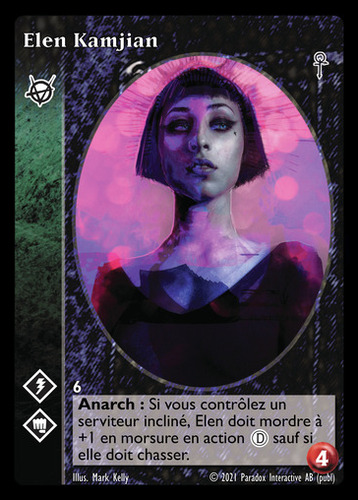 Elen Kamjian
6
Anarch : Si vous contrôlez un
serviteur incliné, Elen doit mordre à
+1 en morsure en action Ⓓ sauf si
elle doit chasser.
4
Illus. Mark Kelly © 2021 Paradox Interactive AB (publ)